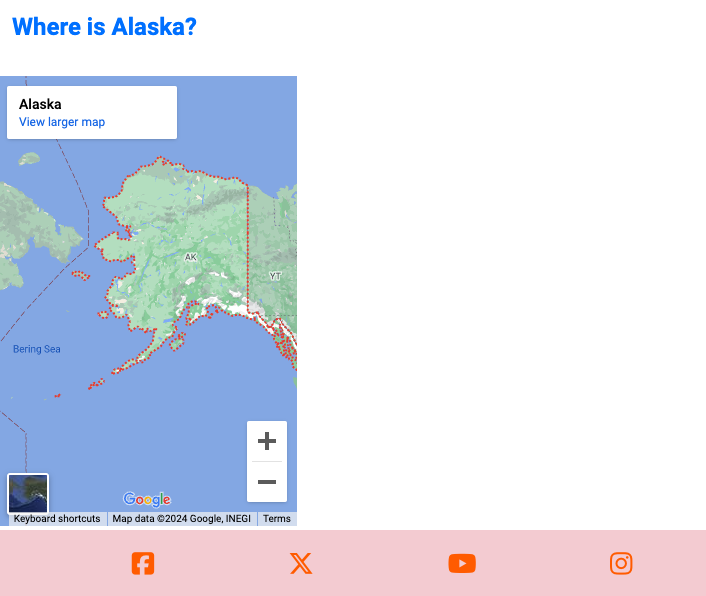 Where is Alaska?
Alaska
View larger map
AK
YT
Bering Sea
Google
Keyboard shortcuts
Map data ©2024 Google, INEGI
Terms